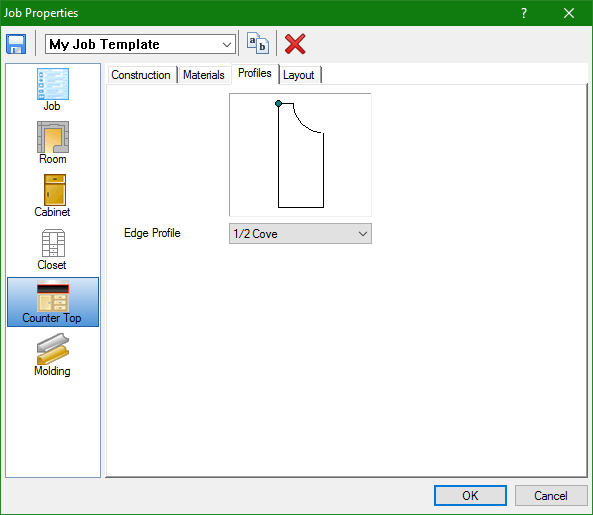 Job Properties
?
My Job Template
a b
Job
Room
Cabinet
Closet
Counter Top
Molding
Construction Materials Profiles Layout
Edge Profile 1/2 Cove
OK Cancel